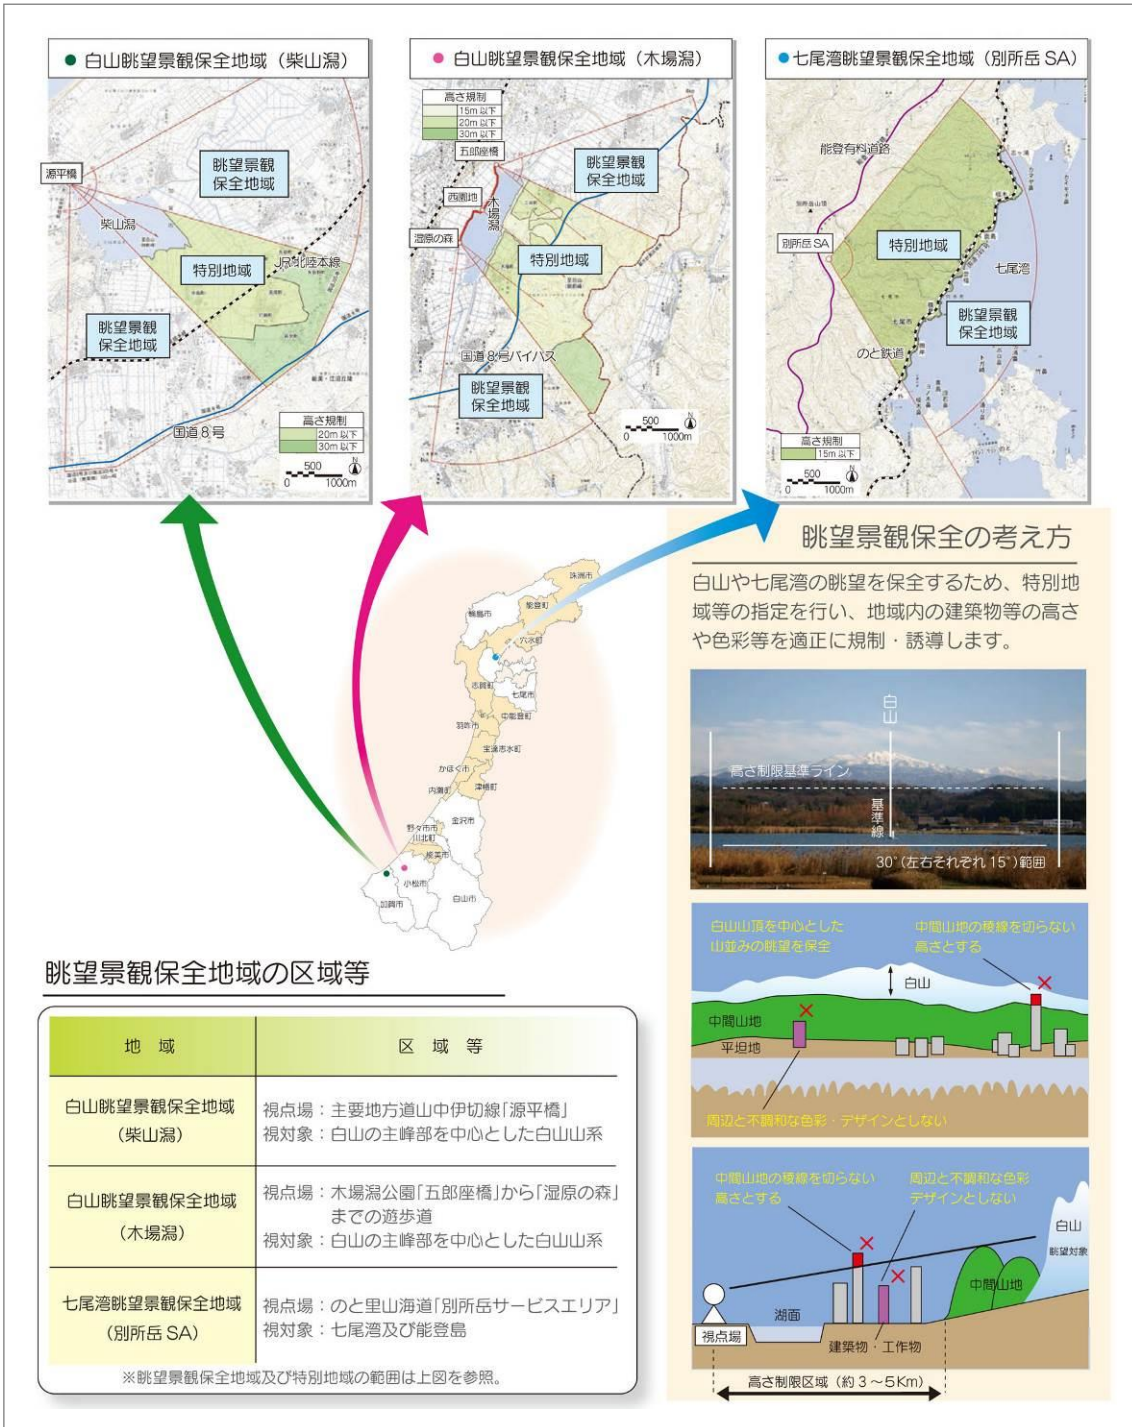 白山眺望景観保全地域（柴山潟）
源平橋
眺望景観
保全地域
柴山潟
特別地域
JR北陸本線
眺望景観
保全地域
国道8号
高さ規制
20m 以下
30m 以下
500
0 1000m
N
白山眺望景観保全地域（木場潟）
高さ規制
15m 以下
20m 以下
30m 以下
五郎座橋
眺望景観
保全地域
西園地
木場潟
湿原の森
特別地域
国道8号バイパス
眺望景観
保全地域
500
0 1000m
N
七尾湾眺望景観保全地域（別所岳 SA）
能登有料道路
別所岳 SA
特別地域
七尾湾
眺望景観
保全地域
七尾市
のと鉄道
高さ規制
15m 以下
500
0 1000m
N
珠洲市
能登町
輪島市
穴水町
志賀町
七尾市
中能登町
羽咋市
宝達志水町
かほく市
内灘町
津幡町
金沢市
野々市市
川北町
能美市
小松市
白山市
加賀市
眺望景観保全の考え方
白山や七尾湾の眺望を保全するため、特別地
域等の指定を行い、地域内の建築物等の高さ
や色彩等を適正に規制・誘導します。
白山
高さ制限基準ライン
基準線
30°(左右それぞれ 15°)範囲
白山山頂を中心とした
山並みの眺望を保全
中間山地の稜線を切らない
高さとする
白山
中間山地
平坦地
周辺と不調和な色彩・デザインとしない
中間山地の稜線を切らない
高さとする
周辺と不調和な色彩
デザインとしない
白山
眺望対象
中間山地
湖面
視点場
建築物・工作物
高さ制限区域（約 3 ～5Km）
眺望景観保全地域の区域等
地 域
区 域 等
白山眺望景観保全地域
（柴山潟）
視点場：主要地方道山中伊切線「源平橋」
視対象：白山の主峰部を中心とした白山山系
白山眺望景観保全地域
（木場潟）
視点場：木場潟公園「五郎座橋」から「湿原の森」
までの遊歩道
視対象：白山の主峰部を中心とした白山山系
七尾湾眺望景観保全地域
（別所岳 SA）
視点場：のと里山海道「別所岳サービスエリア」
視対象：七尾湾及び能登島
※眺望景観保全地域及び特別地域の範囲は上図を参照。